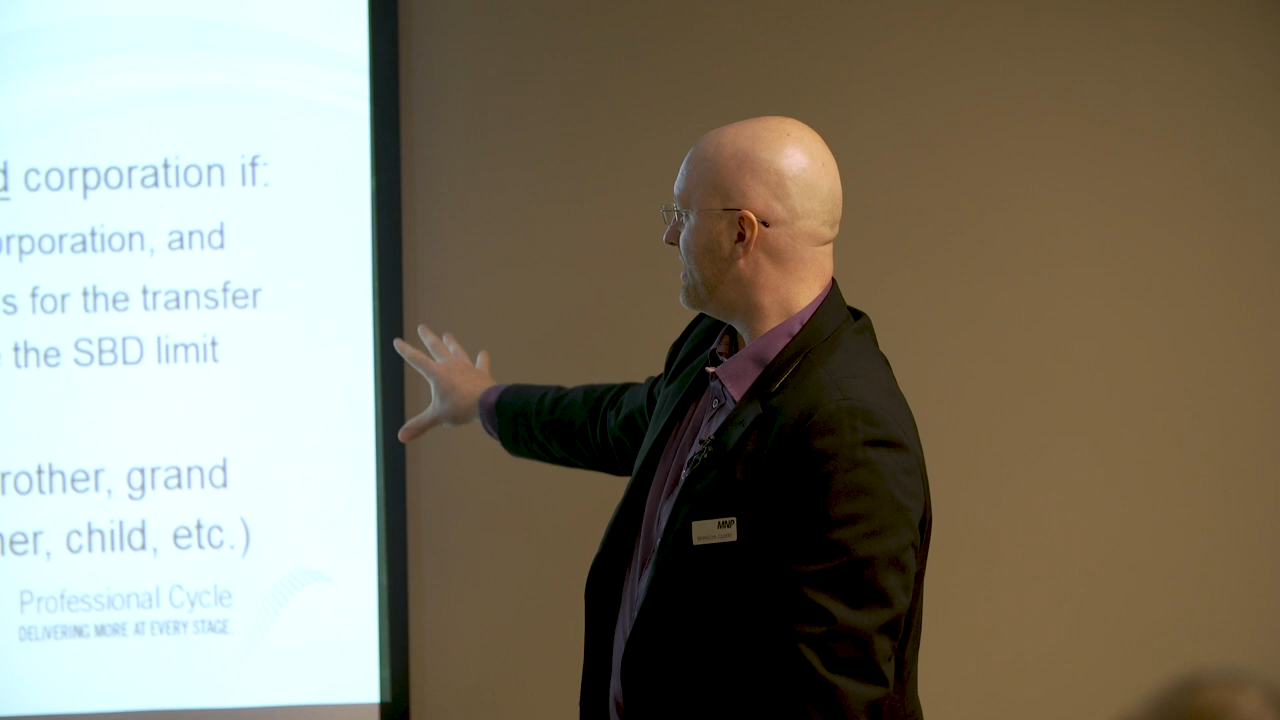 corporation if:
orporation, and
s for the transfer
the SBD limit
rother, grand
her, child, etc.)
Professional Cycle
DELIVERING MORE AT EVERY STAGE.
MNP